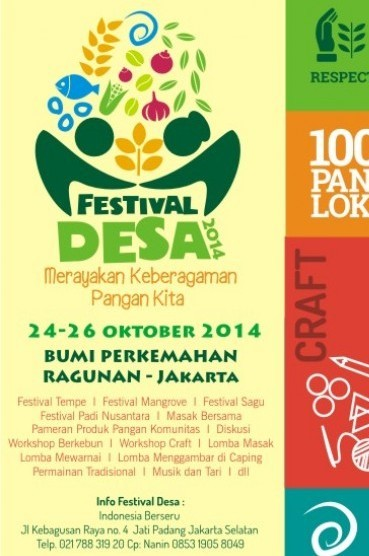 FESTIVAL
DESA 2014
Merayakan Keberagaman
Pangan Kita
24-26 OKTOBER 2014
BUMI PERKEMAHAN
RAGUNAN - JAKARTA
Festival Tempe | Festival Mangrove | Festival Sagu
Festival Padi Nusantara | Masak Bersama
Pameran Produk Pangan Komunitas | Diskusi
Workshop Berkebun | Workshop Craft | Lomba Masak
Lomba Mewarnai | Lomba Menggambar di Caping
Permainan Tradisional | Musik dan Tari | dll
Info Festival Desa :
Indonesia Berseru
Jl Kebagusan Raya no. 4 Jati Padang Jakarta Selatan
Telp. 021 788 319 20 Cp: Nanin 0853 1905 8049
RESPECT
100
PAN
LOK
CRAFT